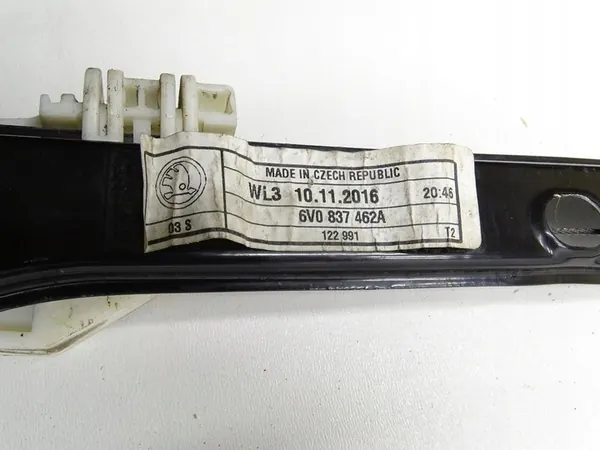 MADE IN CZECH REPUBLIC
WL3 10.11.2016 20:46
6V0 837 462A
03 S 122 991 T2